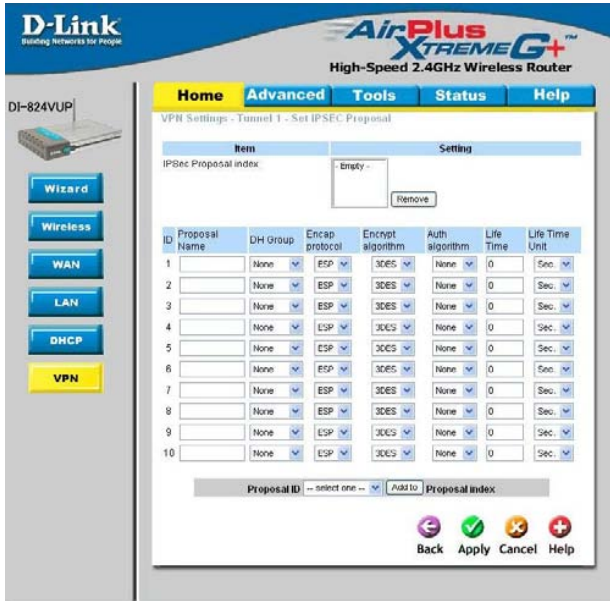 D-Link
Building Networks for People
AirPlus
XTREME G+™
High-Speed 2.4GHz Wireless Router
DI-824VUP
Home Advanced Tools Status Help
VPN Settings - Tunnel 1 - Set IPSEC Proposal
Item Setting
IPSec Proposal index
- Empty -
Remove
Wizard
Wireless
WAN
LAN
DHCP
VPN
ID Proposal Name DH Group Encap protocol Encrypt algorithm Auth algorithm Life Time Life Time Unit
1 None ESP 3DES None 0 Sec.
2 None ESP 3DES None 0 Sec.
3 None ESP 3DES None 0 Sec.
4 None ESP 3DES None 0 Sec.
5 None ESP 3DES None 0 Sec.
6 None ESP 3DES None 0 Sec.
7 None ESP 3DES None 0 Sec.
8 None ESP 3DES None 0 Sec.
9 None ESP 3DES None 0 Sec.
10 None ESP 3DES None 0 Sec.
Proposal ID -- select one -- Add to Proposal index
Back Apply Cancel Help